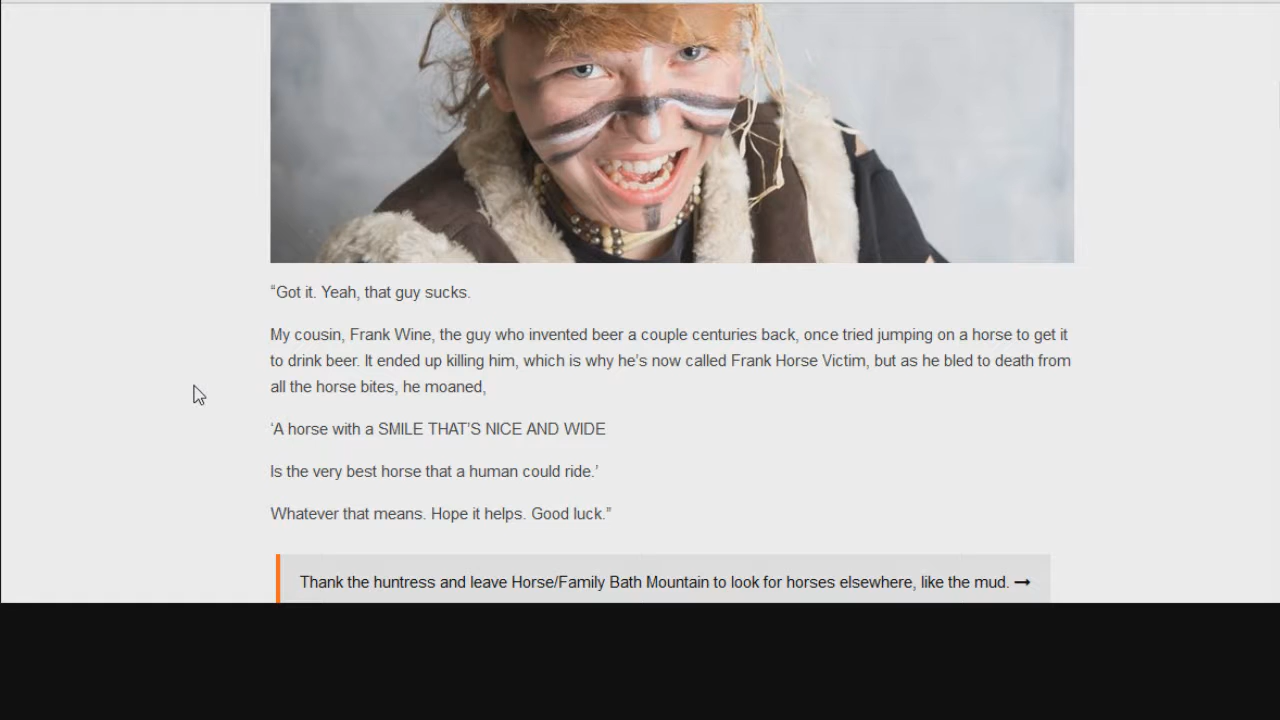 “Got it. Yeah, that guy sucks.
My cousin, Frank Wine, the guy who invented beer a couple centuries back, once tried jumping on a horse to get it
to drink beer. It ended up killing him, which is why he’s now called Frank Horse Victim, but as he bled to death from
all the horse bites, he moaned,
‘A horse with a SMILE THAT’S NICE AND WIDE
Is the very best horse that a human could ride.’
Whatever that means. Hope it helps. Good luck.”
Thank the huntress and leave Horse/Family Bath Mountain to look for horses elsewhere, like the mud. →